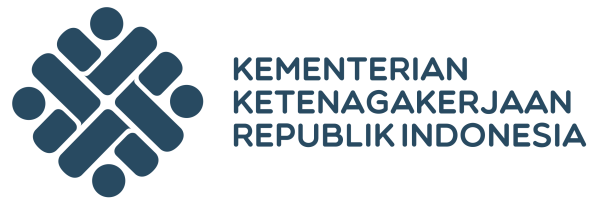 KEMENTERIAN
KETENAGAKERJAAN
REPUBLIK INDONESIA